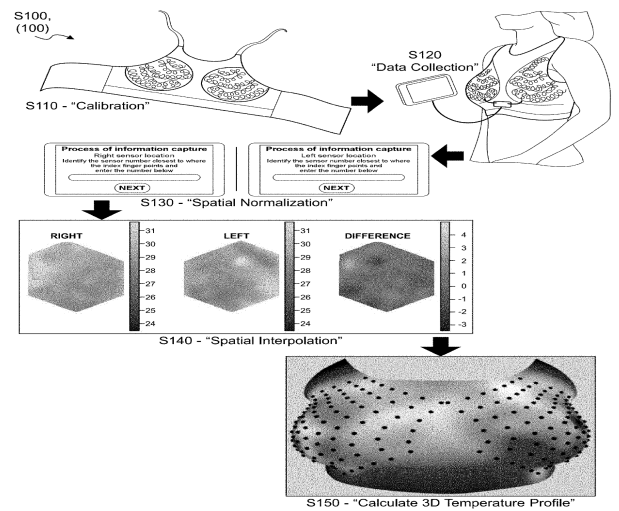 S100,
(100)
S110 - "Calibration"
S120
"Data Collection"
Process of information capture
Right sensor location
Identify the sensor number closest to where
the index finger points and
enter the number below
NEXT
Process of information capture
Left sensor location
Identify the sensor number closest to where
the index finger points and
enter the number below
NEXT
S130 - "Spatial Normalization"
RIGHT
31
30
29
28
27
26
25
24
LEFT
31
30
29
28
27
26
25
24
DIFFERENCE
4
3
2
1
0
-1
-2
-3
S140 - "Spatial Interpolation"
S150 - "Calculate 3D Temperature Profile"